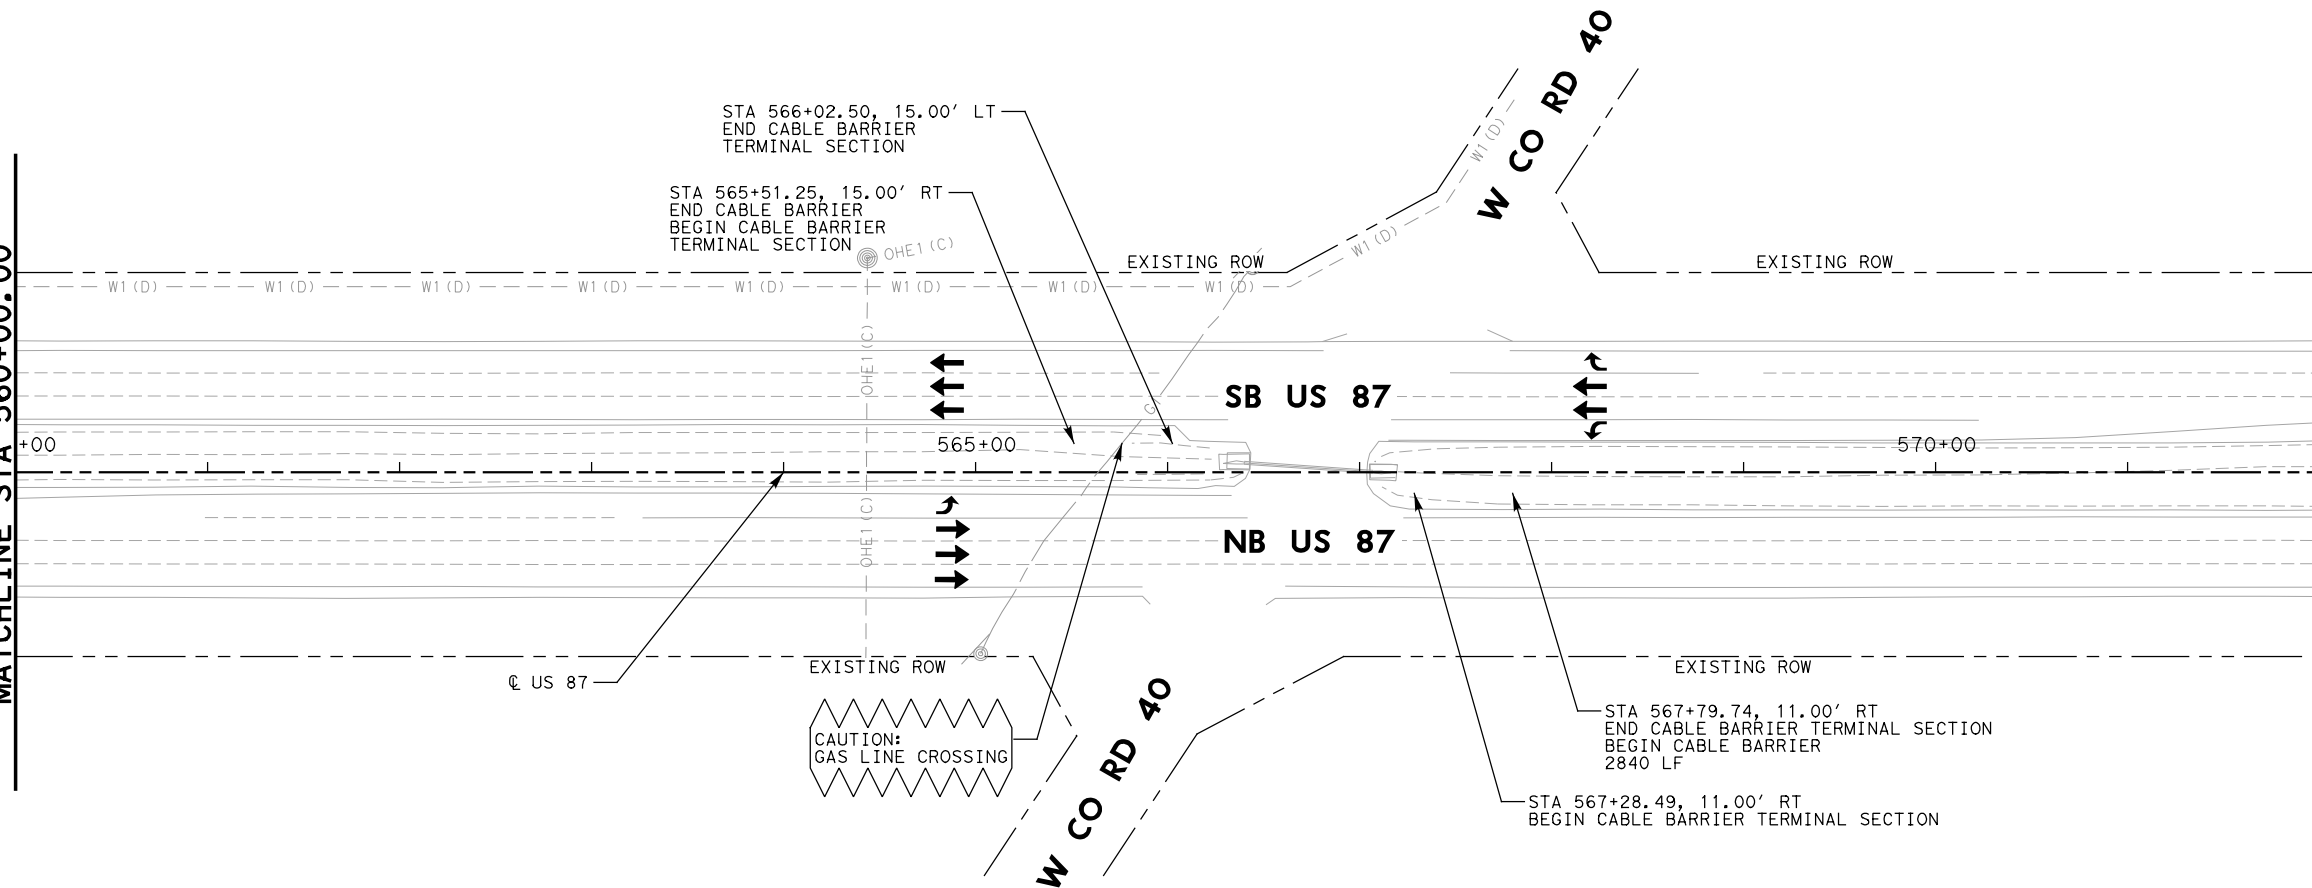 W CO RD 40
STA 566+02.50, 15.00' LT
END CABLE BARRIER
TERMINAL SECTION
STA 565+51.25, 15.00' RT
END CABLE BARRIER
BEGIN CABLE BARRIER
TERMINAL SECTION
OHE1(C)
W1(D)
W1(D)
EXISTING ROW
EXISTING ROW
W1(D)
W1(D)
W1(D)
W1(D)
W1(D)
W1(D)
W1(D)
W1(D)
MATCHLINE STA 560+00.00
OHE1(C)
SB US 87
G
+00
565+00
570+00
OHE1(C)
NB US 87
EXISTING ROW
EXISTING ROW
℄ US 87
CAUTION:
GAS LINE CROSSING
W CO RD 40
STA 567+79.74, 11.00' RT
END CABLE BARRIER TERMINAL SECTION
BEGIN CABLE BARRIER
2840 LF
STA 567+28.49, 11.00' RT
BEGIN CABLE BARRIER TERMINAL SECTION